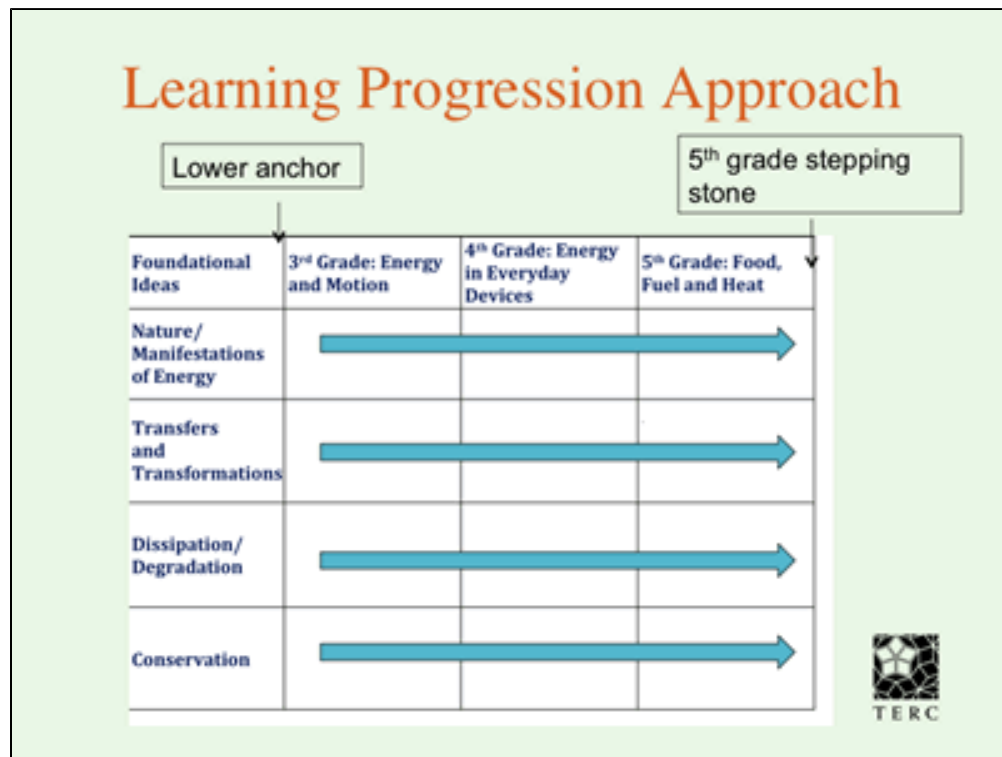 Learning Progression Approach
Lower anchor
5th grade stepping
stone
Foundational
Ideas
3rd Grade: Energy
and Motion
4th Grade: Energy
in Everyday
Devices
5th Grade: Food,
Fuel and Heat
Nature/
Manifestations
of Energy
Transfers
and
Transformations
Dissipation/
Degradation
Conservation
TERC